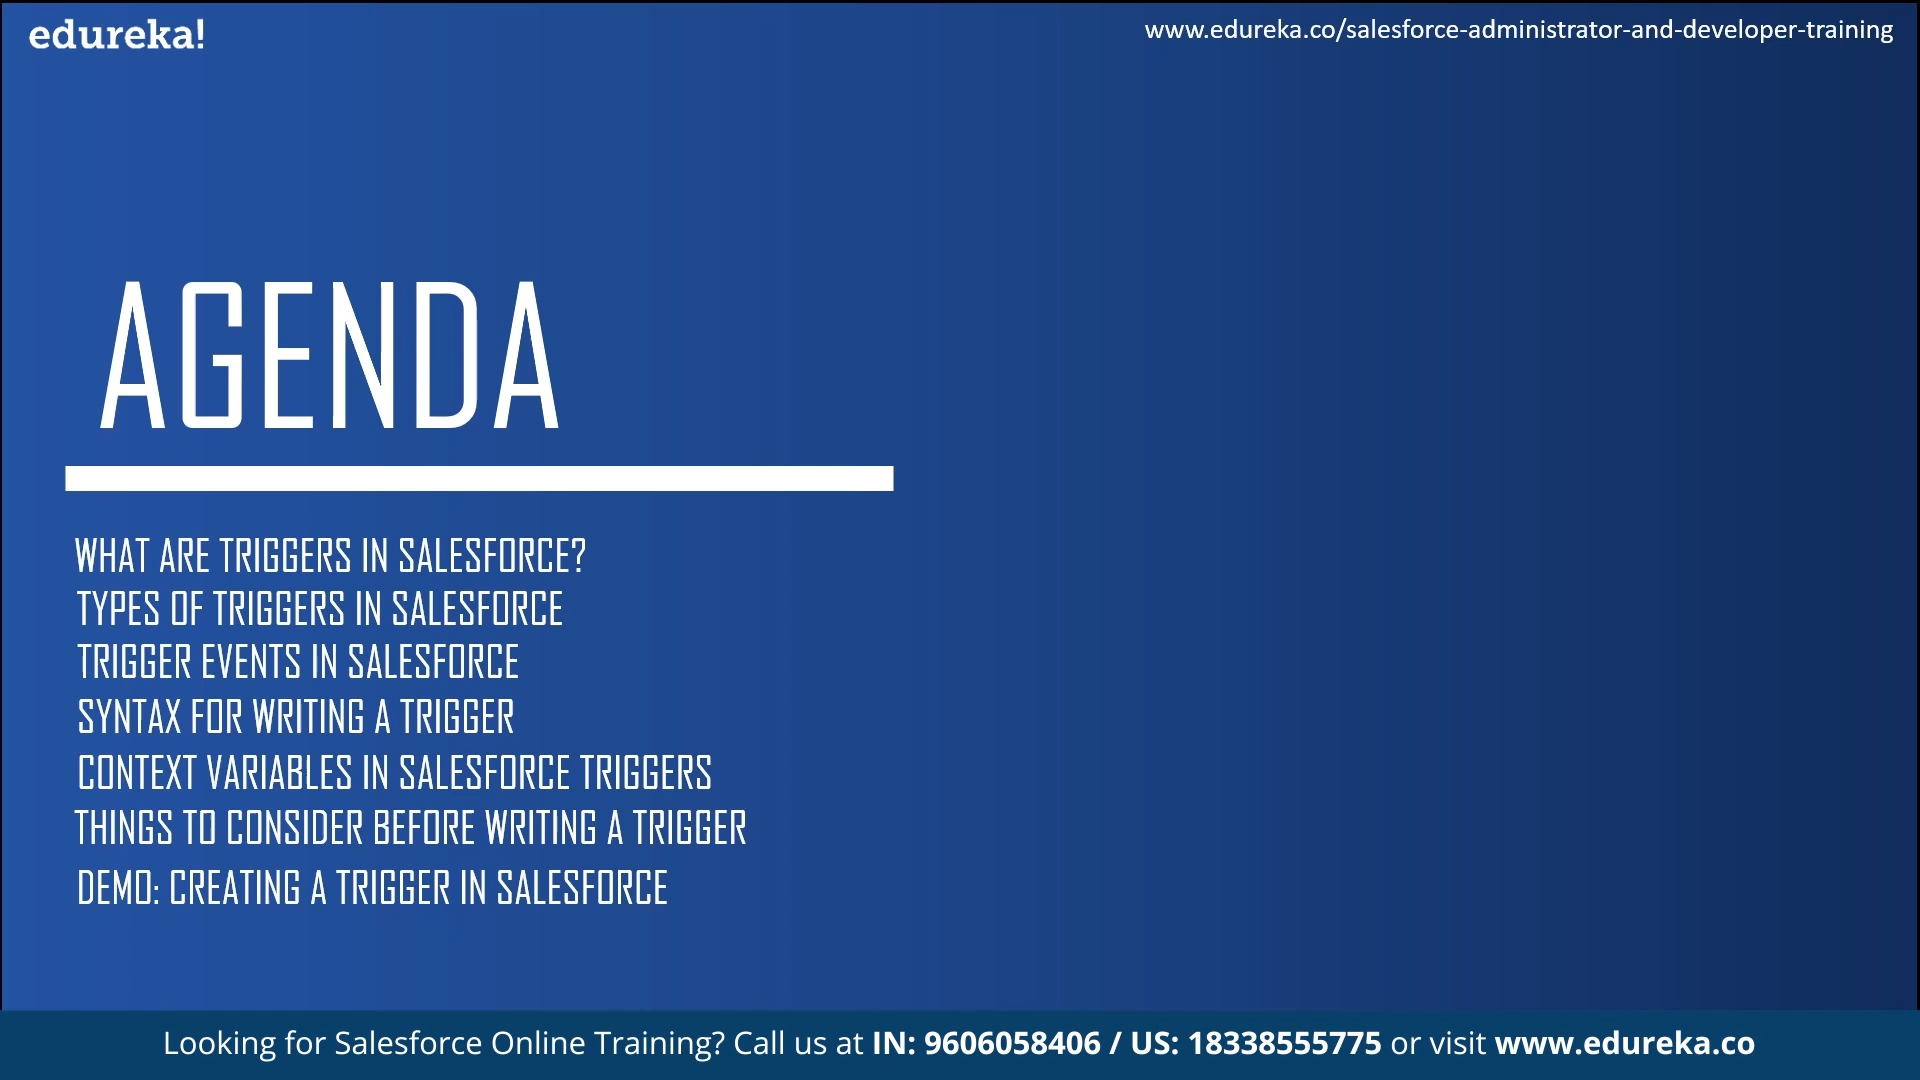 edureka!
www.edureka.co/salesforce-administrator-and-developer-training
AGENDA
WHAT ARE TRIGGERS IN SALESFORCE?
TYPES OF TRIGGERS IN SALESFORCE
TRIGGER EVENTS IN SALESFORCE
SYNTAX FOR WRITING A TRIGGER
CONTEXT VARIABLES IN SALESFORCE TRIGGERS
THINGS TO CONSIDER BEFORE WRITING A TRIGGER
DEMO: CREATING A TRIGGER IN SALESFORCE
Looking for Salesforce Online Training? Call us at IN: 9606058406 / US: 18338555775 or visit www.edureka.co